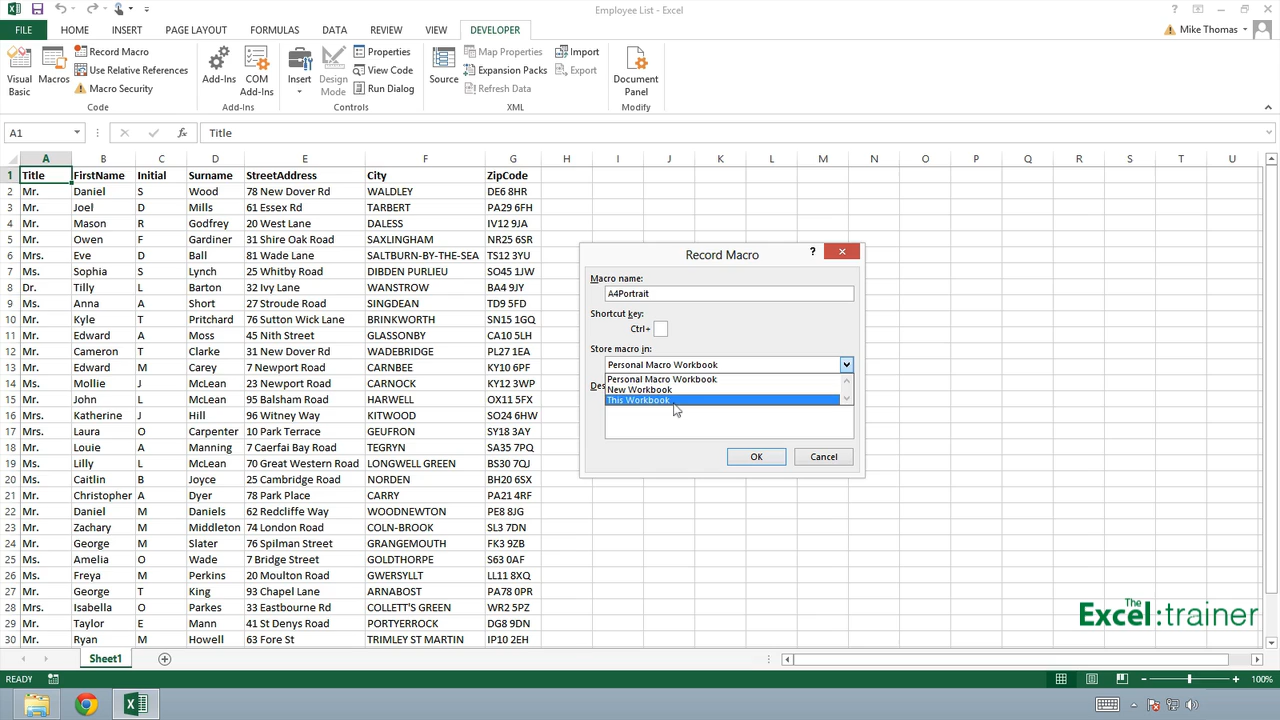 Employee List - Excel
FILE HOME INSERT PAGE LAYOUT FORMULAS DATA REVIEW VIEW DEVELOPER Mike Thomas
Visual Basic
Macros
Record Macro
Use Relative References
Macro Security
Code
Add-Ins
COM Add-Ins
Add-Ins
Insert
Design Mode
Properties
View Code
Run Dialog
Controls
Source
Map Properties
Expansion Packs
Refresh Data
Import
Export
XML
Document Panel
Modify
A1 fx Title
A B C D E F G H I J K L M N O P Q R S T U
1 Title FirstName Initial Surname StreetAddress City ZipCode
2 Mr. Daniel S Wood 78 New Dover Rd WALDLEY DE6 8HR
3 Mr. Joel D Mills 61 Essex Rd TARBERT PA29 6FH
4 Mr. Mason R Godfrey 20 West Lane DALESS IV12 9JA
5 Mr. Owen F Gardiner 31 Shire Oak Road SAXLINGHAM NR25 6SR
6 Mrs. Eve D Ball 81 Wade Lane SALTBURN-BY-THE-SEA TS12 3YU
7 Ms. Sophia S Lynch 25 Whitby Road DIBDEN PURLIEU SO45 1JW
8 Dr. Tilly L Barton 32 Ivy Lane WANSTROW BA4 9JY
9 Ms. Anna A Short 27 Stroude Road SINGDEAN TD9 5FD
10 Mr. Kyle T Pritchard 76 Sutton Wick Lane BRINKWORTH SN15 1GQ
11 Mr. Edward A Moss 45 Nith Street GLASSONBY CA10 5LR
12 Mr. Cameron T Clarke 31 New Dover Rd WADEBRIDGE PL27 1EA
13 Mr. Edward M Carey 7 Newport Road CARNBEE KY10 6PF
14 Ms. Mollie J McLean 23 Newport Road CARNOCK KY12 3WP
15 Mr. John L McLean 95 Balsham Road HARLOW OX11 5FX
16 Mrs. Katherine J Hill 96 Witney Way KITWOOD SO24 6HW
17 Mrs. Laura O Carpenter 10 Park Terrace GEUFRON SY18 3AY
18 Mr. Louie A Manning 7 Caerfai Bay Road TEGRYN PL35 7PQ
19 Ms. Lilly L McLean 70 Great Western Road LONGWELL GREEN BS30 7QJ
20 Ms. Caitlin B Joyce 25 Cambridge Road NORDEN BH20 6SX
21 Mr. Christopher A Dyer 78 Park Place CARRY PA21 4RF
22 Mr. Daniel M Daniels 62 Redcliffe Way WOODNEWTON PE8 8JG
23 Mr. Zachary M Middleton 74 London Road COLN-BROOK SL3 7DN
24 Mr. George M Slater 76 Spilman Street GRANGEMOUTH FK3 9ZB
25 Ms. Amelia O Wade 7 Bridge Street GOLDTHORPE S63 0AF
26 Ms. Freya M Perkins 20 Moulton Road GWERSYLLT LL11 8XQ
27 Mr. George T King 93 Chapel Lane ARNABOST PA78 0PR
28 Mrs. Isabella O Parkes 33 Eastbourne Rd COLLETT'S GREEN WR2 5PZ
29 Mr. Taylor E Mann 41 St Denys Road PORTYERROCK DG8 9DN
30 Mr. Ryan M Howell 63 Fore St TRIMLEY ST MARTIN IP10 2EH
Record Macro
Macro name:
A4Portrait
Shortcut key:
Ctrl+
Store macro in:
Personal Macro Workbook
Personal Macro Workbook
New Workbook
This Workbook
OK Cancel
The
Excel:trainer
Sheet1
READY 100%